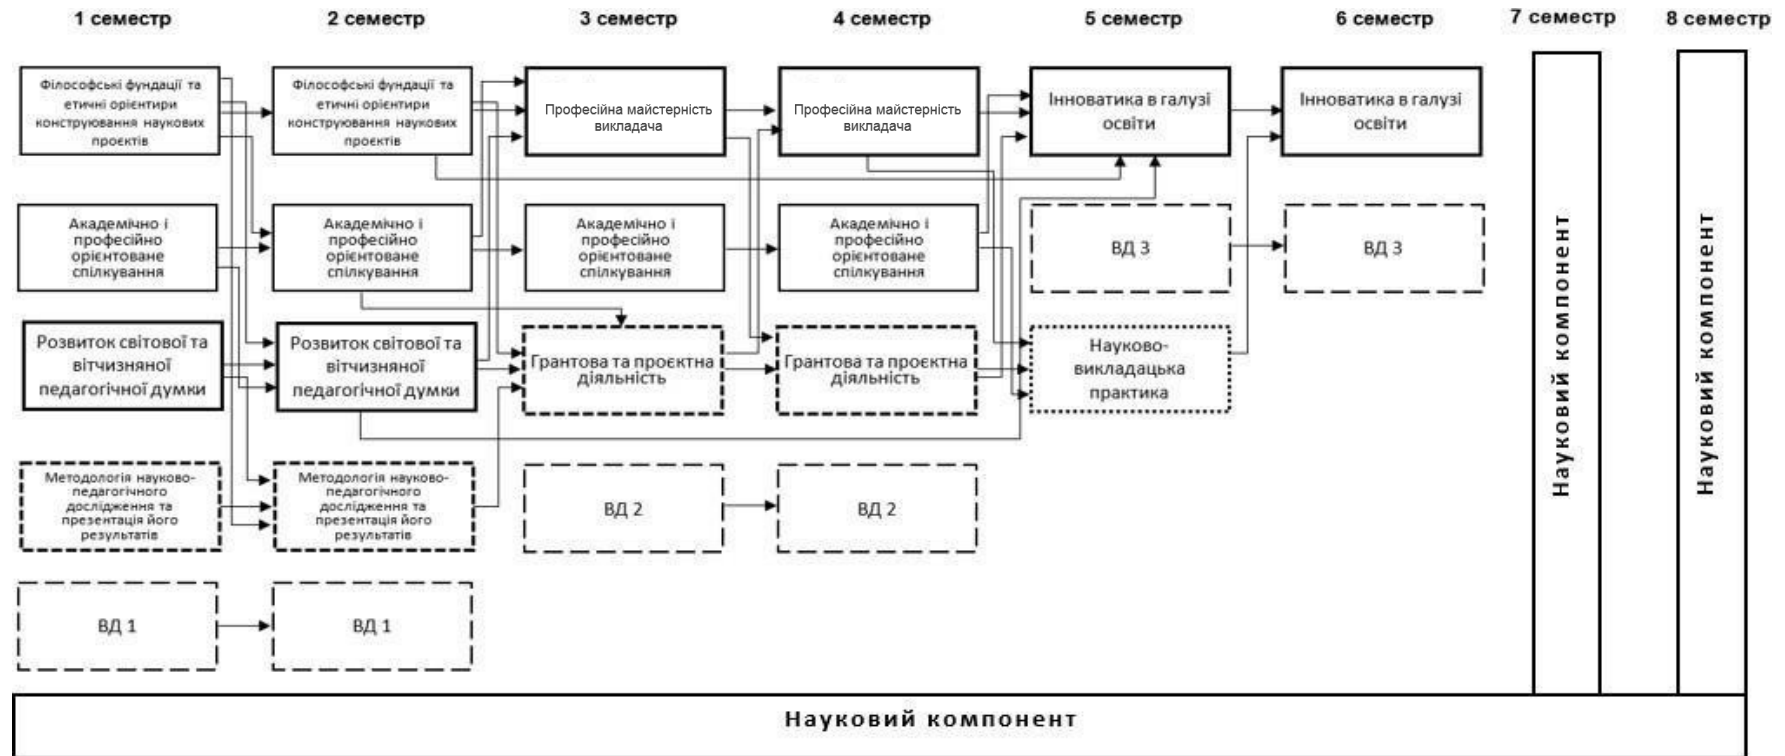 1 семестр
2 семестр
3 семестр
4 семестр
5 семестр
6 семестр
7 семестр
8 семестр
Філософські фундації та
етичні орієнтири
конструювання наукових
проєктів
Філософські фундації та
етичні орієнтири
конструювання наукових
проєктів
Професійна майстерність
викладача
Професійна майстерність
викладача
Інноватика в галузі
освіти
Інноватика в галузі
освіти
Академічно і
професійно
орієнтоване
спілкування
Академічно і
професійно
орієнтоване
спілкування
Академічно і
професійно
орієнтоване
спілкування
Академічно і
професійно
орієнтоване
спілкування
ВД 3
ВД 3
Розвиток світової та
вітчизняної
педагогічної думки
Розвиток світової та
вітчизняної
педагогічної думки
Грантова та проєктна
діяльність
Грантова та проєктна
діяльність
Науково-
викладацька
практика
Методологія науково-
педагогічного
дослідження та
презентація його
результатів
Методологія науково-
педагогічного
дослідження та
презентація його
результатів
ВД 2
ВД 2
ВД 1
ВД 1
Науковий компонент
Науковий компонент
Науковий компонент